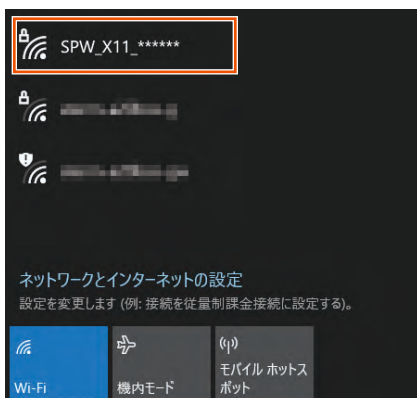 SPW_X11_******
ネットワークとインターネットの設定
設定を変更します (例: 接続を従量制課金接続に設定する)。
Wi-Fi
機内モード
モバイル ホットス
ポット